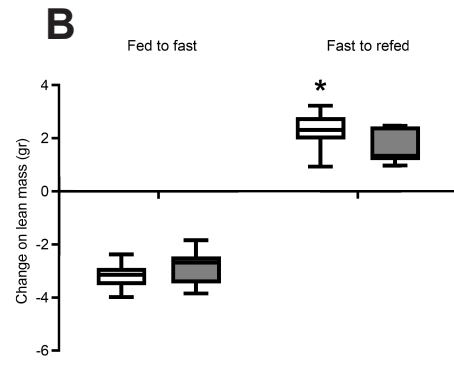 B
Fed to fast
Fast to refed
Change on lean mass (gr)
4
*
2
0
-2
-4
-6